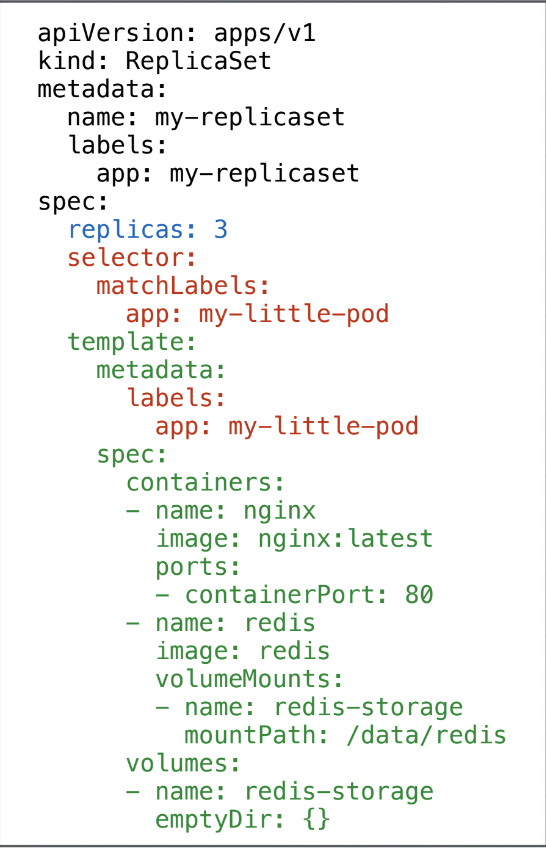 apiVersion: apps/v1
kind: ReplicaSet
metadata:
  name: my-replicaset
  labels:
    app: my-replicaset
spec:
  replicas: 3
  selector:
    matchLabels:
      app: my-little-pod
  template:
    metadata:
      labels:
        app: my-little-pod
    spec:
      containers:
      - name: nginx
        image: nginx:latest
        ports:
        - containerPort: 80
      - name: redis
        image: redis
        volumeMounts:
        - name: redis-storage
          mountPath: /data/redis
      volumes:
      - name: redis-storage
        emptyDir: {}